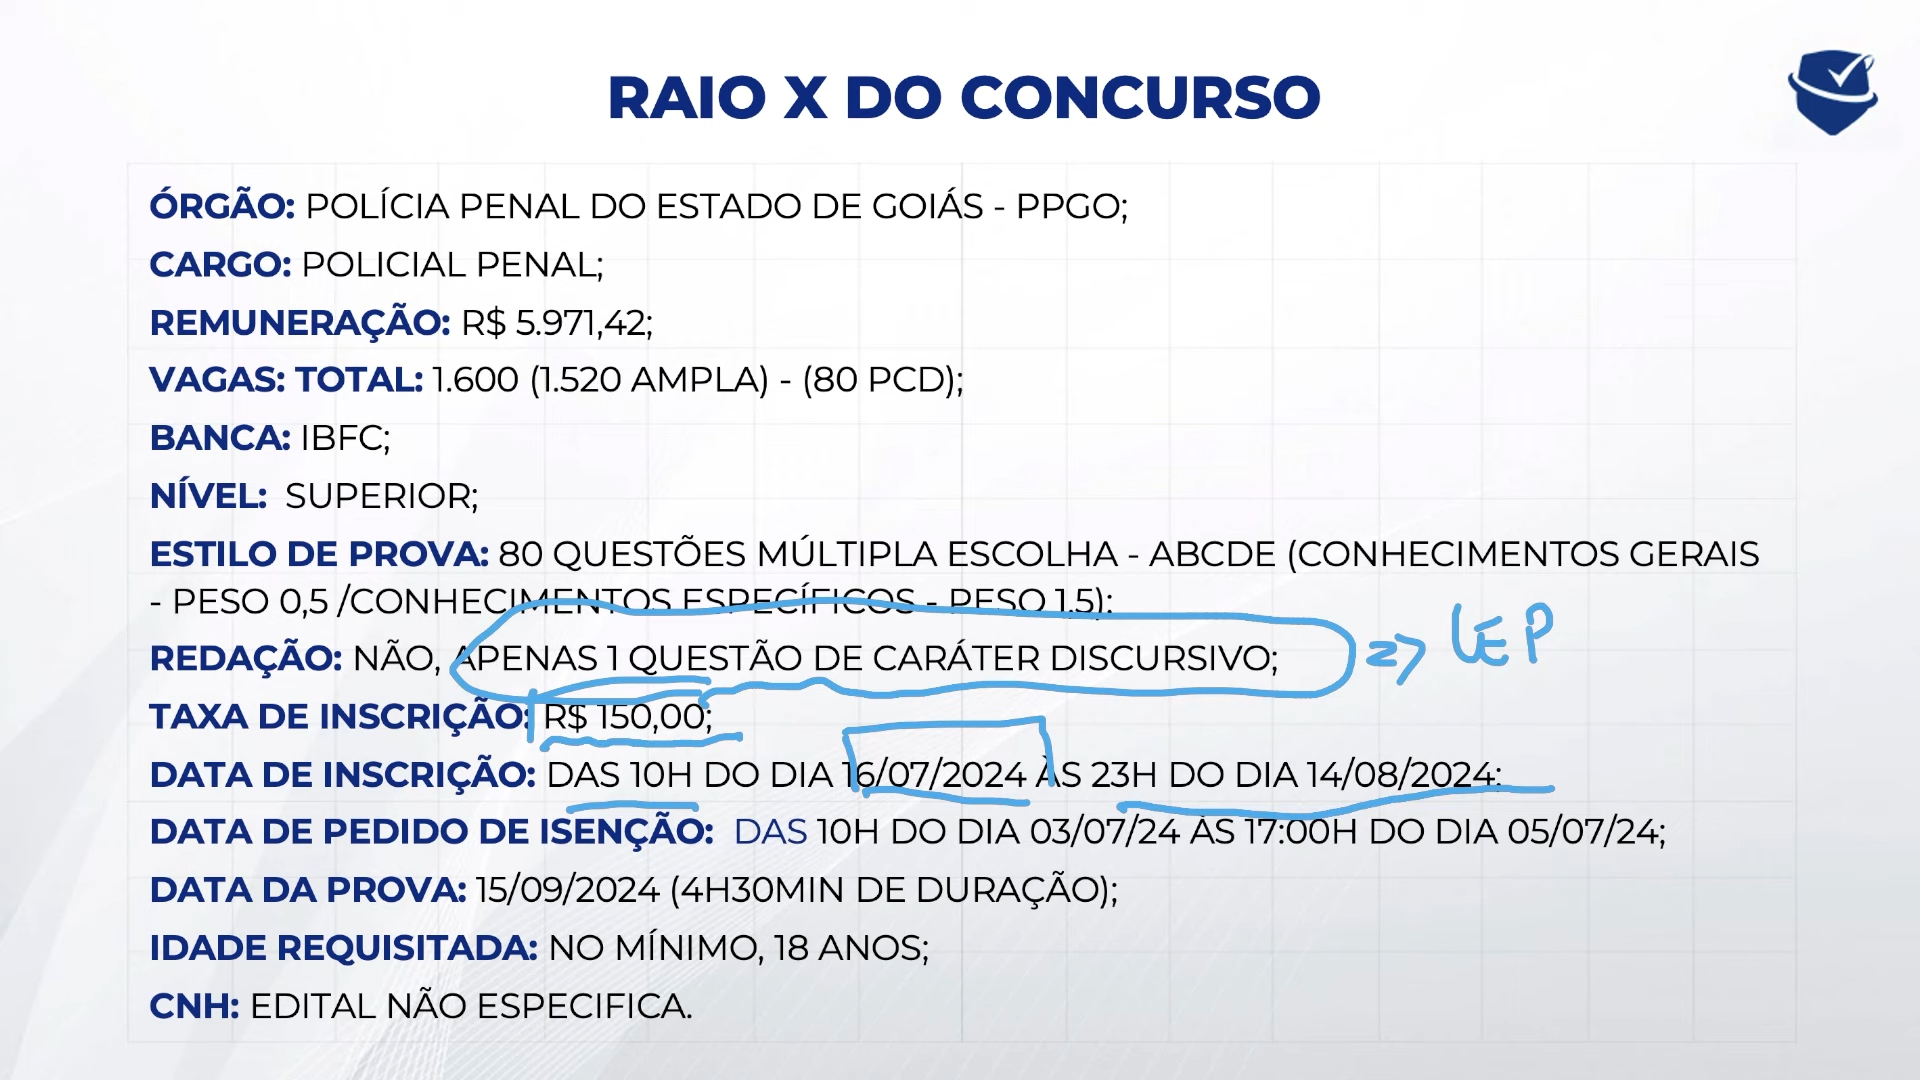 RAIO X DO CONCURSO
ÓRGÃO: POLÍCIA PENAL DO ESTADO DE GOIÁS - PPGO;
CARGO: POLICIAL PENAL;
REMUNERAÇÃO: R$ 5.971,42;
VAGAS: TOTAL: 1.600 (1.520 AMPLA) - (80 PCD);
BANCA: IBFC;
NÍVEL: SUPERIOR;
ESTILO DE PROVA: 80 QUESTÕES MÚLTIPLA ESCOLHA - ABCDE (CONHECIMENTOS GERAIS
- PESO 0,5 /CONHECIMENTOS ESPECÍFICOS - PESO 1,5);
REDAÇÃO: NÃO, APENAS 1 QUESTÃO DE CARÁTER DISCURSIVO; => LEP
TAXA DE INSCRIÇÃO: R$ 150,00;
DATA DE INSCRIÇÃO: DAS 10H DO DIA 16/07/2024 ÀS 23H DO DIA 14/08/2024;
DATA DE PEDIDO DE ISENÇÃO: DAS 10H DO DIA 03/07/24 ÀS 17:00H DO DIA 05/07/24;
DATA DA PROVA: 15/09/2024 (4H30MIN DE DURAÇÃO);
IDADE REQUISITADA: NO MÍNIMO, 18 ANOS;
CNH: EDITAL NÃO ESPECIFICA.